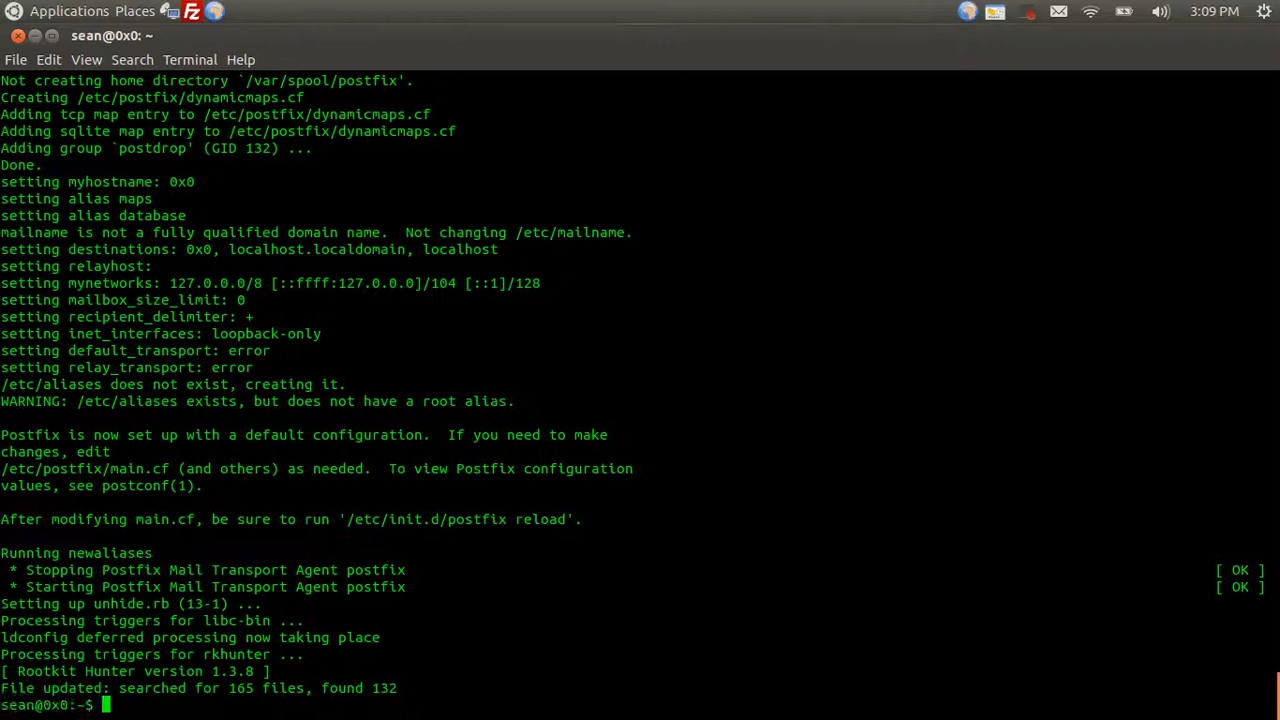 Applications Places 3:09 PM
sean@0x0: ~
File Edit View Search Terminal Help
Not creating home directory `/var/spool/postfix'.
Creating /etc/postfix/dynamicmaps.cf
Adding tcp map entry to /etc/postfix/dynamicmaps.cf
Adding sqlite map entry to /etc/postfix/dynamicmaps.cf
Adding group `postdrop' (GID 132) ...
Done.
setting myhostname: 0x0
setting alias maps
setting alias database
mailname is not a fully qualified domain name.  Not changing /etc/mailname.
setting destinations: 0x0, localhost.localdomain, localhost
setting relayhost:
setting mynetworks: 127.0.0.0/8 [::ffff:127.0.0.0]/104 [::1]/128
setting mailbox_size_limit: 0
setting recipient_delimiter: +
setting inet_interfaces: loopback-only
setting default_transport: error
setting relay_transport: error
/etc/aliases does not exist, creating it.
WARNING: /etc/aliases exists, but does not have a root alias.
Postfix is now set up with a default configuration.  If you need to make
changes, edit
/etc/postfix/main.cf (and others) as needed.  To view Postfix configuration
values, see postconf(1).
After modifying main.cf, be sure to run '/etc/init.d/postfix reload'.
Running newaliases
 * Stopping Postfix Mail Transport Agent postfix [ OK ]
 * Starting Postfix Mail Transport Agent postfix [ OK ]
Setting up unhide.rb (13-1) ...
Processing triggers for libc-bin ...
ldconfig deferred processing now taking place
Processing triggers for rkhunter ...
[ Rootkit Hunter version 1.3.8 ]
File updated: searched for 165 files, found 132
sean@0x0:~$